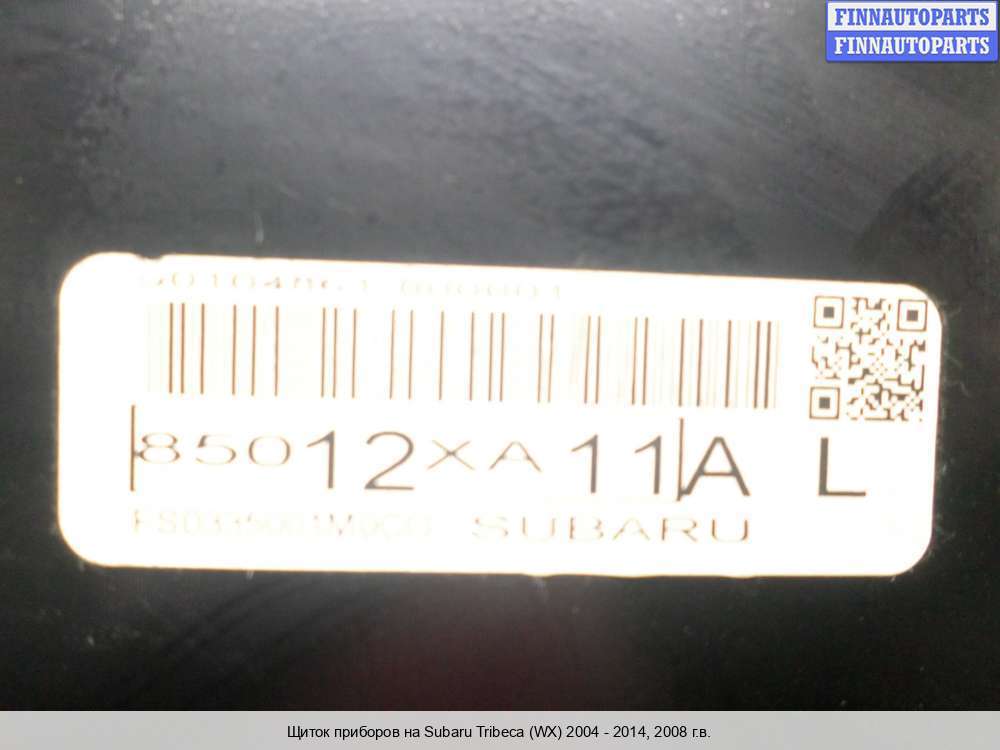 FINNAUTOPARTS
FINNAUTOPARTS
85012XA11A L
SUBARU
Щиток приборов на Subaru Tribeca (WX) 2004 - 2014, 2008 г.в.